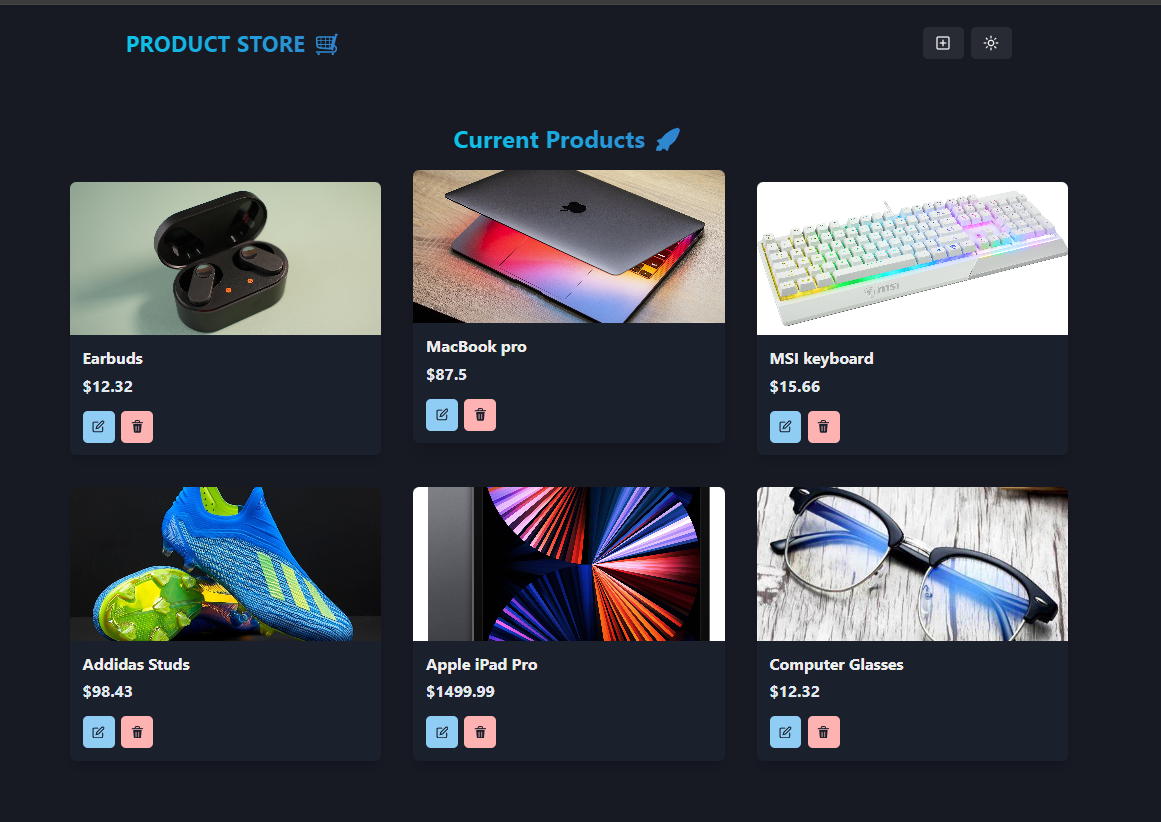 PRODUCT STORE
Current Products
Earbuds
$12.32
MacBook pro
$87.5
msi
MSI keyboard
$15.66
Addidas Studs
$98.43
Apple iPad Pro
$1499.99
Computer Glasses
$12.32